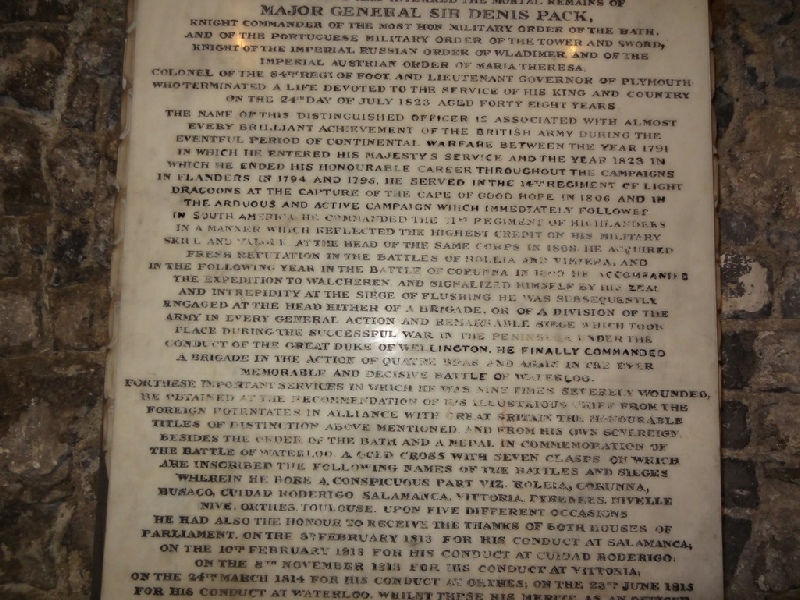 INTERRED THE MORTAL REMAINS OF
MAJOR GENERAL SIR DENIS PACK,
KNIGHT COMMANDER OF THE MOST HON MILITARY ORDER OF THE BATH,
AND OF THE PORTUGUESE MILITARY ORDER OF THE TOWER AND SWORD,
KNIGHT OF THE IMPERIAL RUSSIAN ORDER OF WLADIMER, AND OF THE
IMPERIAL AUSTRIAN ORDER OF MARIA THERESA.
COLONEL OF THE 84TH REGT OF FOOT, AND LIEUTENANT GOVERNOR OF PLYMOUTH
WHO TERMINATED A LIFE DEVOTED TO THE SERVICE OF HIS KING AND COUNTRY
ON THE 24TH DAY OF JULY 1823 AGED FORTY EIGHT YEARS
THE NAME OF THIS DISTINGUISHED OFFICER IS ASSOCIATED WITH ALMOST
EVERY BRILLIANT ACHIEVEMENT OF THE BRITISH ARMY DURING THE
EVENTFUL PERIOD OF CONTINENTAL WARFARE BETWEEN THE YEAR 1791
IN WHICH HE ENTERED HIS MAJESTY'S SERVICE AND THE YEAR 1823 IN
WHICH HE ENDED HIS HONOURABLE CAREER THROUGHOUT THE CAMPAIGNS
IN FLANDERS IN 1794 AND 1795, HE SERVED IN THE 14TH REGIMENT OF LIGHT
DRAGOONS AT THE CAPTURE OF THE CAPE OF GOOD HOPE IN 1806 AND IN
THE ARDUOUS AND ACTIVE CAMPAIGN WHICH IMMEDIATELY FOLLOWED
IN SOUTH AMERICA HE COMMANDED THE 71ST REGIMENT OF HIGHLANDERS
IN A MANNER WHICH REFLECTED THE HIGHEST CREDIT ON HIS MILITARY
SKILL AND VALOUR. AT THE HEAD OF THE SAME CORPS IN 1808, HE ACQUIRED
FRESH REPUTATION IN THE BATTLES OF ROLEIA AND VIMIERA, AND
IN THE FOLLOWING YEAR IN THE BATTLE OF CORUNNA IN 1809 HE ACCOMPANIED
THE EXPEDITION TO WALCHEREN AND SIGNALIZED HIMSELF BY HIS ZEAL
AND INTREPIDITY AT THE SIEGE OF FLUSHING HE WAS SUBSEQUENTLY
ENGAGED AT THE HEAD EITHER OF A BRIGADE, OR OF A DIVISION OF THE
ARMY IN EVERY GENERAL ACTION AND REMARKABLE SIEGE WHICH TOOK
PLACE DURING THE SUCCESSFUL WAR IN THE PENINSULA UNDER THE
CONDUCT OF THE GREAT DUKE OF WELLINGTON. HE FINALLY COMMANDED
A BRIGADE IN THE ACTION OF QUATRE BRAS AND AGAIN IN THE EVER
MEMORABLE AND DECISIVE BATTLE OF WATERLOO.
FOR THESE IMPORTANT SERVICES IN WHICH HE WAS NINE TIMES SEVERELY WOUNDED,
HE OBTAINED AT THE RECOMMENDATION OF HIS ILLUSTRIOUS CHIEF FROM THE
FOREIGN POTENTATES IN ALLIANCE WITH GREAT BRITAIN THE HONOURABLE
TITLES OF DISTINCTION ABOVE MENTIONED AND FROM HIS OWN SOVEREIGN
BESIDES THE ORDER OF THE BATH AND A MEDAL IN COMMEMORATION OF
THE BATTLE OF WATERLOO, A GOLD CROSS WITH SEVEN CLASPS ON WHICH
ARE INSCRIBED THE FOLLOWING NAMES OF THE BATTLES AND SIEGES
WHEREIN HE BORE A CONSPICUOUS PART VIZ. ROLEIA, CORUNNA,
BUSACO, CUIDAD RODERIGO SALAMANCA, VITTORIA, PYRENEES, NIVELLE
NIVE, ORTHES, TOULOUSE. UPON FIVE DIFFERENT OCCASIONS
HE HAD ALSO THE HONOUR TO RECEIVE THE THANKS OF BOTH HOUSES OF
PARLIAMENT. ON THE FEBRUARY 1813 FOR HIS CONDUCT AT SALAMANCA;
ON THE 10TH FEBRUARY 1813 FOR HIS CONDUCT AT CUIDAD RODERIGO:
ON THE 8TH NOVEMBER 1813 FOR HIS CONDUCT AT VITTORIA;
ON THE 24TH MARCH 1814 FOR HIS CONDUCT AT ORTHES; ON THE 23RD JUNE 1815
FOR HIS CONDUCT AT WATERLOO. WHILST THESE HIS MERITS AS AN OFFICER